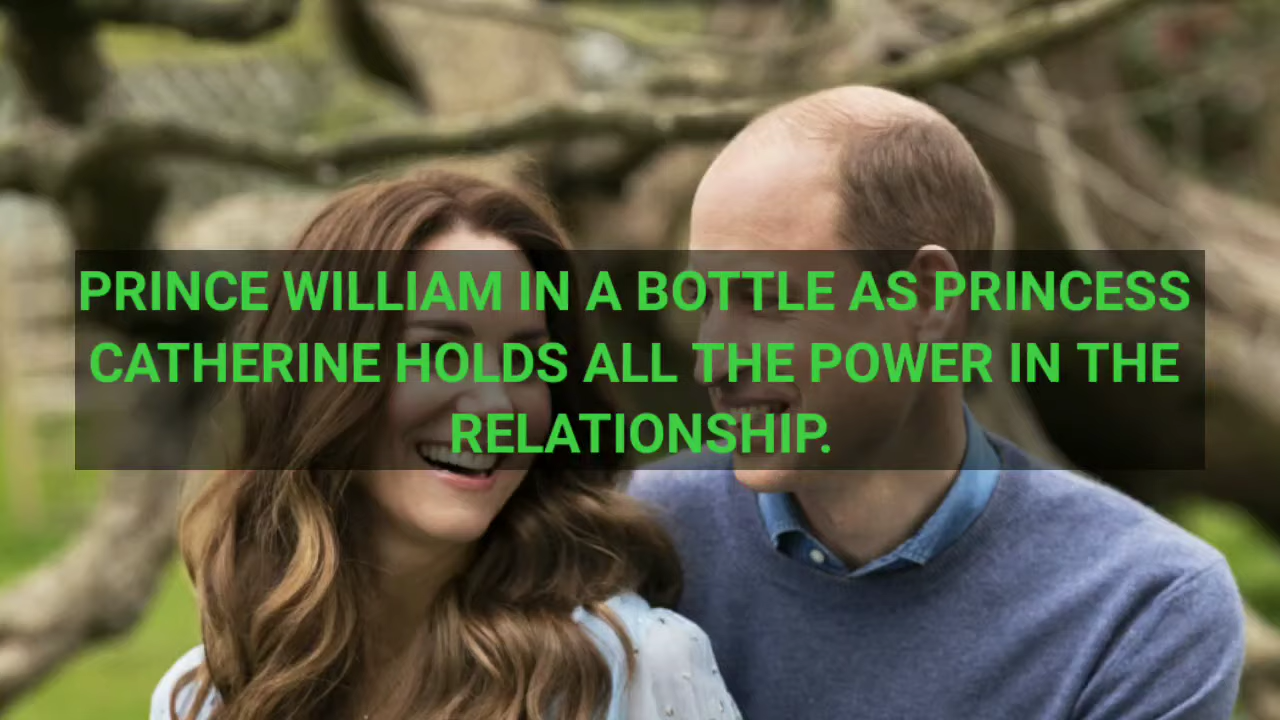 PRINCE WILLIAM IN A BOTTLE AS PRINCESS
CATHERINE HOLDS ALL THE POWER IN THE
RELATIONSHIP.